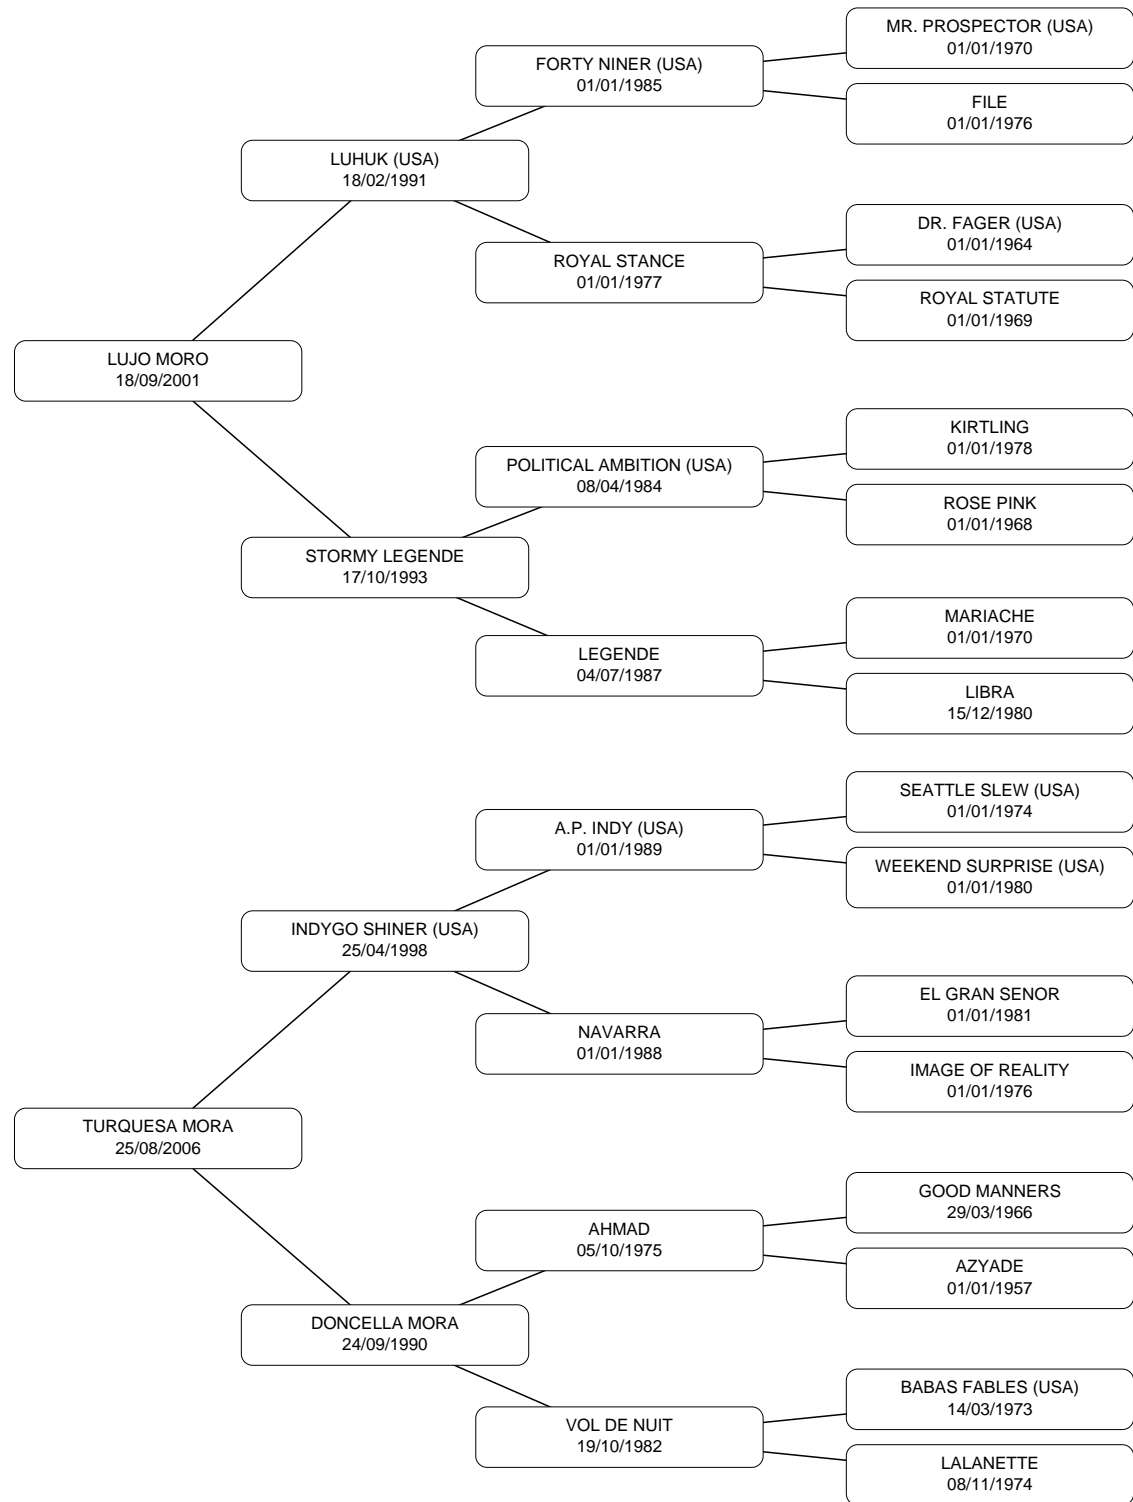 MR. PROSPECTOR (USA)
01/01/1970
FORTY NINER (USA)
01/01/1985
FILE
01/01/1976
LUHUK (USA)
18/02/1991
DR. FAGER (USA)
01/01/1964
ROYAL STANCE
01/01/1977
ROYAL STATUTE
01/01/1969
LUJO MORO
18/09/2001
KIRTLING
01/01/1978
POLITICAL AMBITION (USA)
08/04/1984
ROSE PINK
01/01/1968
STORMY LEGENDE
17/10/1993
MARIACHE
01/01/1970
LEGENDE
04/07/1987
LIBRA
15/12/1980
SEATTLE SLEW (USA)
01/01/1974
A.P. INDY (USA)
01/01/1989
WEEKEND SURPRISE (USA)
01/01/1980
INDYGO SHINER (USA)
25/04/1998
EL GRAN SENOR
01/01/1981
NAVARRA
01/01/1988
IMAGE OF REALITY
01/01/1976
TURQUESA MORA
25/08/2006
GOOD MANNERS
29/03/1966
AHMAD
05/10/1975
AZYADE
01/01/1957
DONCELLA MORA
24/09/1990
BABAS FABLES (USA)
14/03/1973
VOL DE NUIT
19/10/1982
LALANETTE
08/11/1974